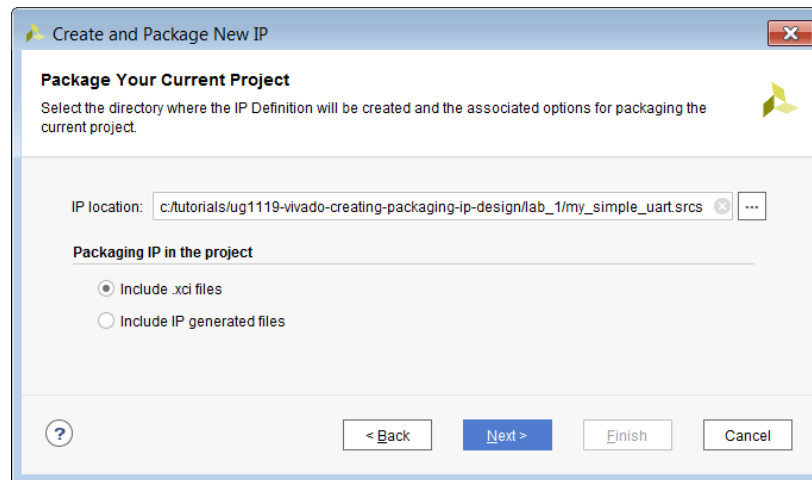 Create and Package New IP
Package Your Current Project
Select the directory where the IP Definition will be created and the associated options for packaging the
current project.
IP location: c:/tutorials/ug1119-vivado-creating-packaging-ip-design/lab_1/my_simple_uart.srcs ...
Packaging IP in the project
Include .xci files
Include IP generated files
? < Back Next > Finish Cancel